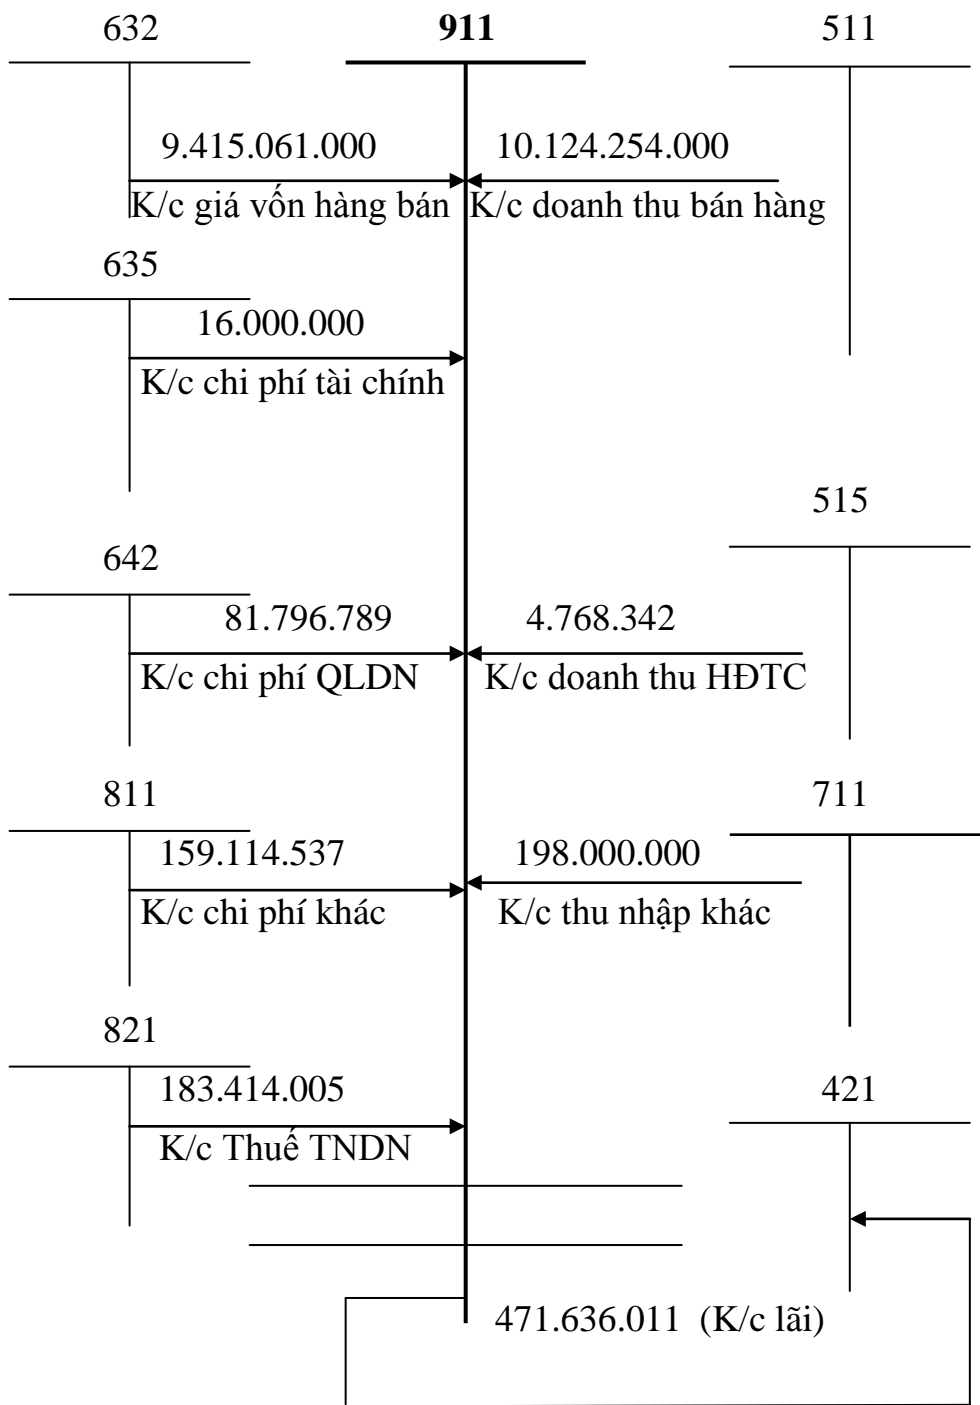 632 911 511
9.415.061.000 10.124.254.000
K/c giá vốn hàng bán K/c doanh thu bán hàng
635
16.000.000
K/c chi phí tài chính
515
642
81.796.789 4.768.342
K/c chi phí QLDN K/c doanh thu HĐTC
811 711
159.114.537 198.000.000
K/c chi phí khác K/c thu nhập khác
821
183.414.005 421
K/c Thuế TNDN
471.636.011 (K/c lãi)